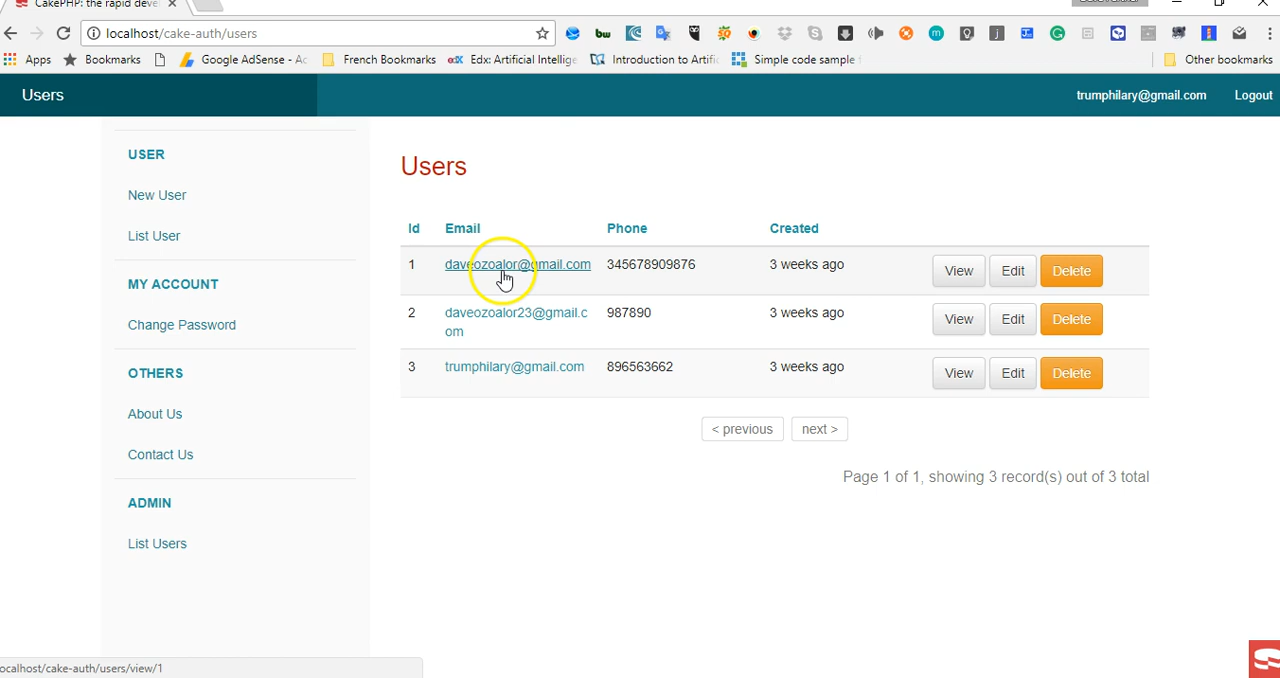 CakePHP: the rapid devel
localhost/cake-auth/users
Apps Bookmarks Google AdSense - Ac French Bookmarks edX Edx: Artificial Intellige Introduction to Artifi Simple code sample f Other bookmarks
Users trumphilary@gmail.com Logout
USER
New User
List User
MY ACCOUNT
Change Password
OTHERS
About Us
Contact Us
ADMIN
List Users
Users
Id Email Phone Created
1 daveozoalor@gmail.com 345678909876 3 weeks ago View Edit Delete
2 daveozoalor23@gmail.c 987890 3 weeks ago View Edit Delete
om
3 trumphilary@gmail.com 896563662 3 weeks ago View Edit Delete
< previous next >
Page 1 of 1, showing 3 record(s) out of 3 total
ocalhost/cake-auth/users/view/1